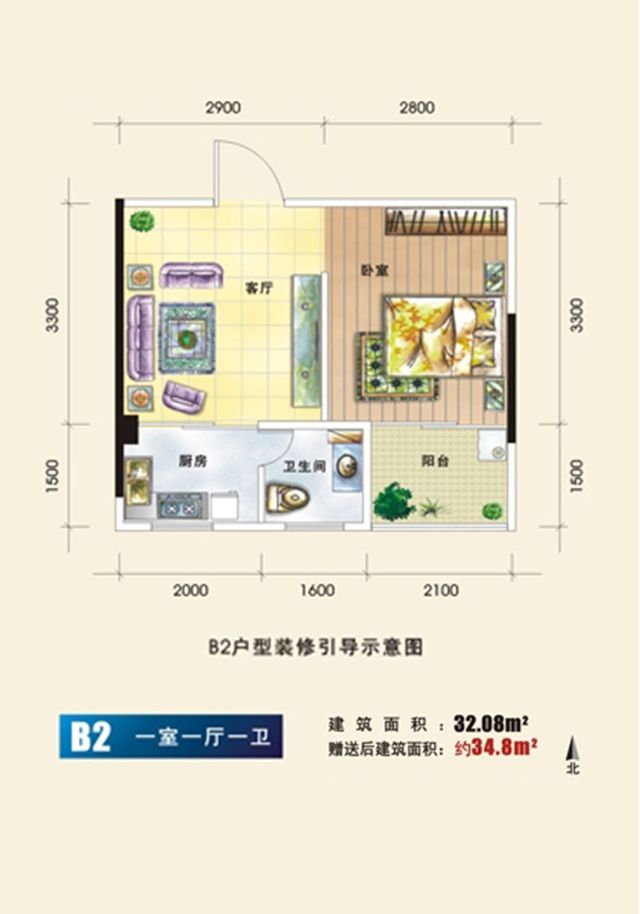 2900 2800
客厅
卧室
3300 3300
厨房
卫生间
阳台
1500 1500
2000 1600 2100
B2户型装修引导示意图
B2 一室一厅一卫
建筑面积：32.08m²
赠送后建筑面积：约34.8m²
北